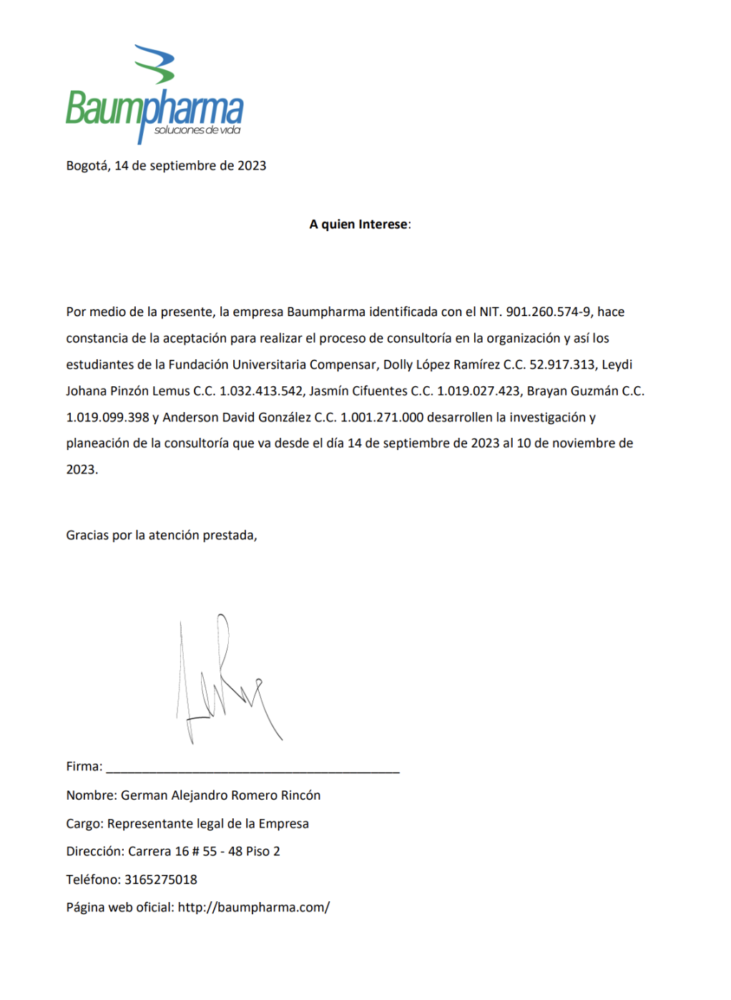 Baumpharma
soluciones de vida
Bogotá, 14 de septiembre de 2023
A quien Interese:
Por medio de la presente, la empresa Baumpharma identificada con el NIT. 901.260.574-9, hace
constancia de la aceptación para realizar el proceso de consultoría en la organización y así los
estudiantes de la Fundación Universitaria Compensar, Dolly López Ramírez C.C. 52.917.313, Leydi
Johana Pinzón Lemus C.C. 1.032.413.542, Jasmín Cifuentes C.C. 1.019.027.423, Brayan Guzmán C.C.
1.019.099.398 y Anderson David González C.C. 1.001.271.000 desarrollen la investigación y
planeación de la consultoría que va desde el día 14 de septiembre de 2023 al 10 de noviembre de
2023.
Gracias por la atención prestada,
Firma: ________________________________________
Nombre: German Alejandro Romero Rincón
Cargo: Representante legal de la Empresa
Dirección: Carrera 16 # 55 - 48 Piso 2
Teléfono: 3165275018
Página web oficial: http://baumpharma.com/